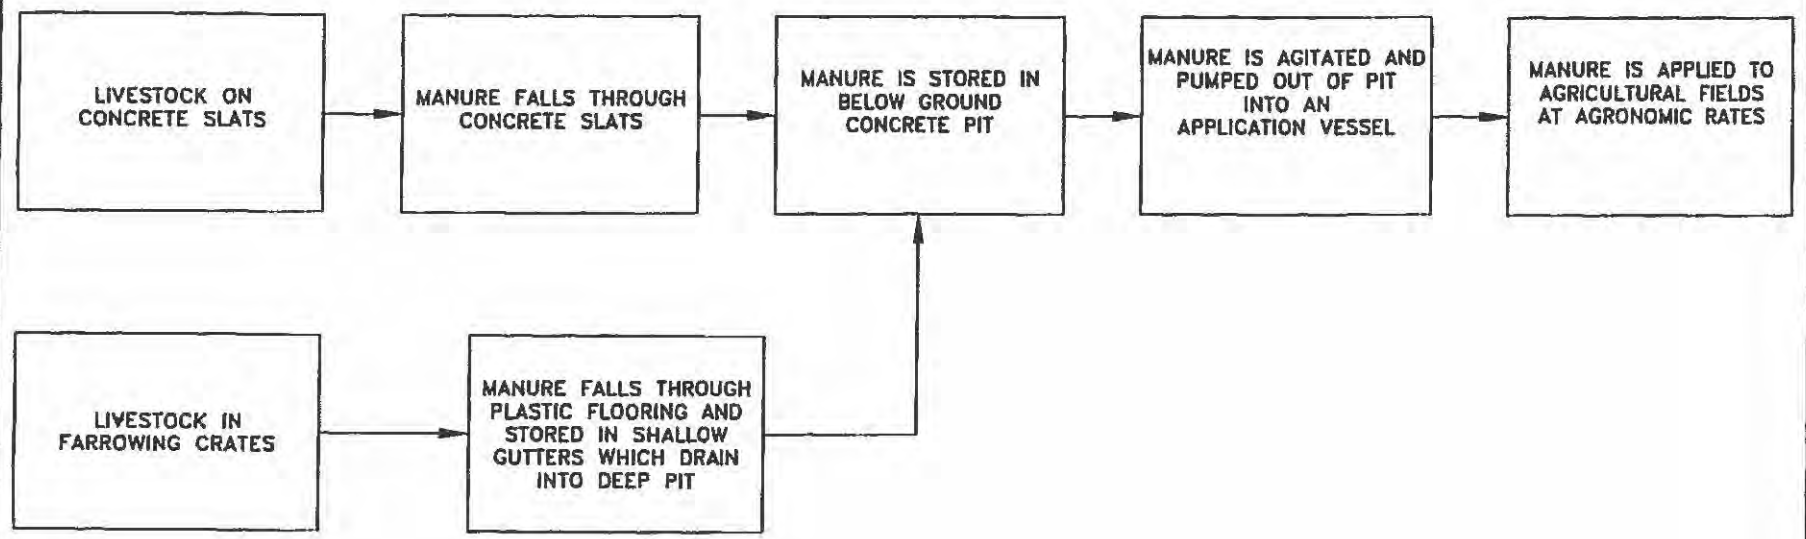 LIVESTOCK ON
CONCRETE SLATS
MANURE FALLS THROUGH
CONCRETE SLATS
MANURE IS STORED IN
BELOW GROUND
CONCRETE PIT
MANURE IS AGITATED AND
PUMPED OUT OF PIT
INTO AN
APPLICATION VESSEL
MANURE IS APPLIED TO
AGRICULTURAL FIELDS
AT AGRONOMIC RATES
LIVESTOCK IN
FARROWING CRATES
MANURE FALLS THROUGH
PLASTIC FLOORING AND
STORED IN SHALLOW
GUTTERS WHICH DRAIN
INTO DEEP PIT